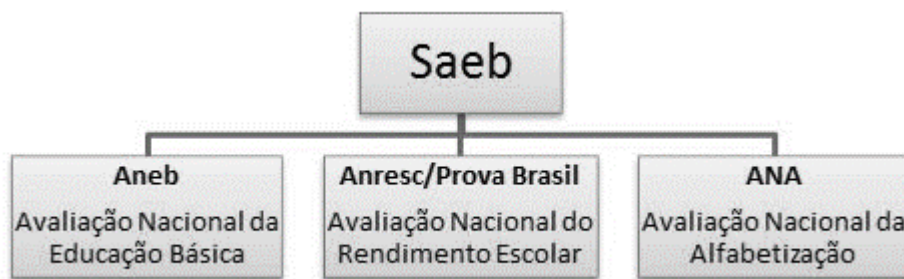 Saeb
Aneb
Avaliação Nacional da
Educação Básica
Anresc/Prova Brasil
Avaliação Nacional do
Rendimento Escolar
ANA
Avaliação Nacional da
Alfabetização